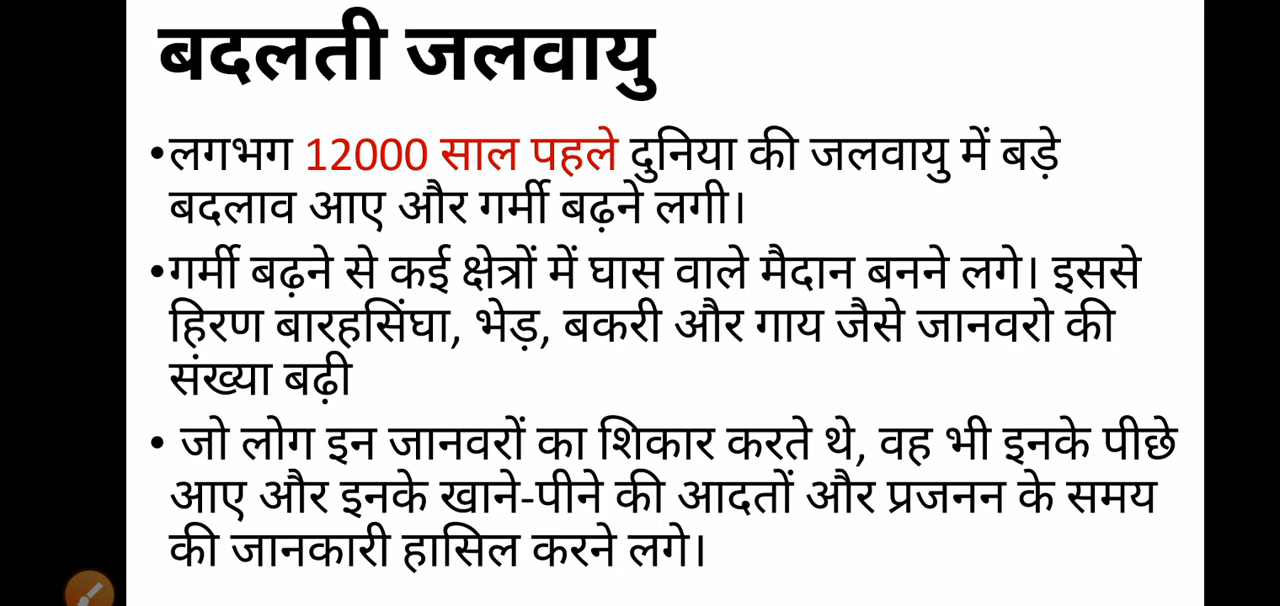 बदलती जलवायु
•लगभग 12000 साल पहले दुनिया की जलवायु में बड़े
बदलाव आए और गर्मी बढ़ने लगी।
•गर्मी बढ़ने से कई क्षेत्रों में घास वाले मैदान बनने लगे। इससे
हिरण बारहसिंघा, भेड़, बकरी और गाय जैसे जानवरो की
संख्या बढ़ी
• जो लोग इन जानवरों का शिकार करते थे, वह भी इनके पीछे
आए और इनके खाने-पीने की आदतों और प्रजनन के समय
की जानकारी हासिल करने लगे।